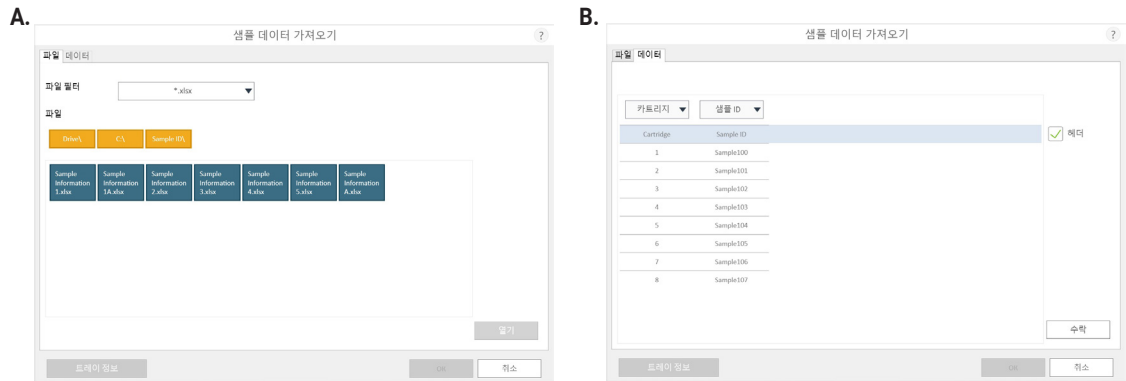 A.
샘플 데이터 가져오기
?
파일 데이터
파일 필터
*.xlsx
파일
Drive\ C:\ Sample ID\
Sample Information 1.xlsx
Sample Information 1A.xlsx
Sample Information 2.xlsx
Sample Information 3.xlsx
Sample Information 4.xlsx
Sample Information 5.xlsx
Sample Information A.xlsx
열기
트레이 정보
OK
취소
B.
샘플 데이터 가져오기
?
파일 데이터
카트리지 샘플 ID
헤더
Cartridge Sample ID
1 Sample100
2 Sample101
3 Sample102
4 Sample103
5 Sample104
6 Sample105
7 Sample106
8 Sample107
수락
트레이 정보
OK
취소